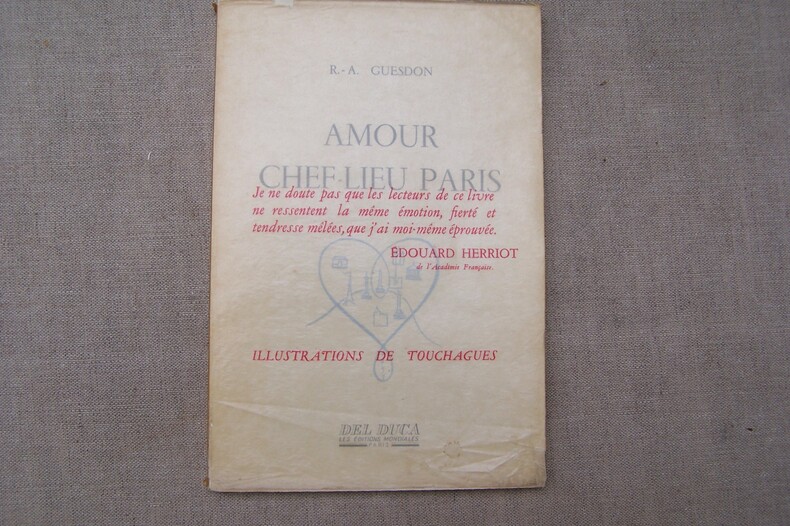 R.-A. GUESDON
AMOUR
CHEF-LIEU PARIS
Je ne doute pas que les lecteurs de ce livre
ne ressentent la même émotion, fierté et
tendresse mêlées, que j'ai moi-même éprouvée.
ÉDOUARD HERRIOT
de l'Académie Française.
ILLUSTRATIONS DE TOUCHAGUES
DEL DUCA
LES ÉDITIONS MONDIALES
PARIS